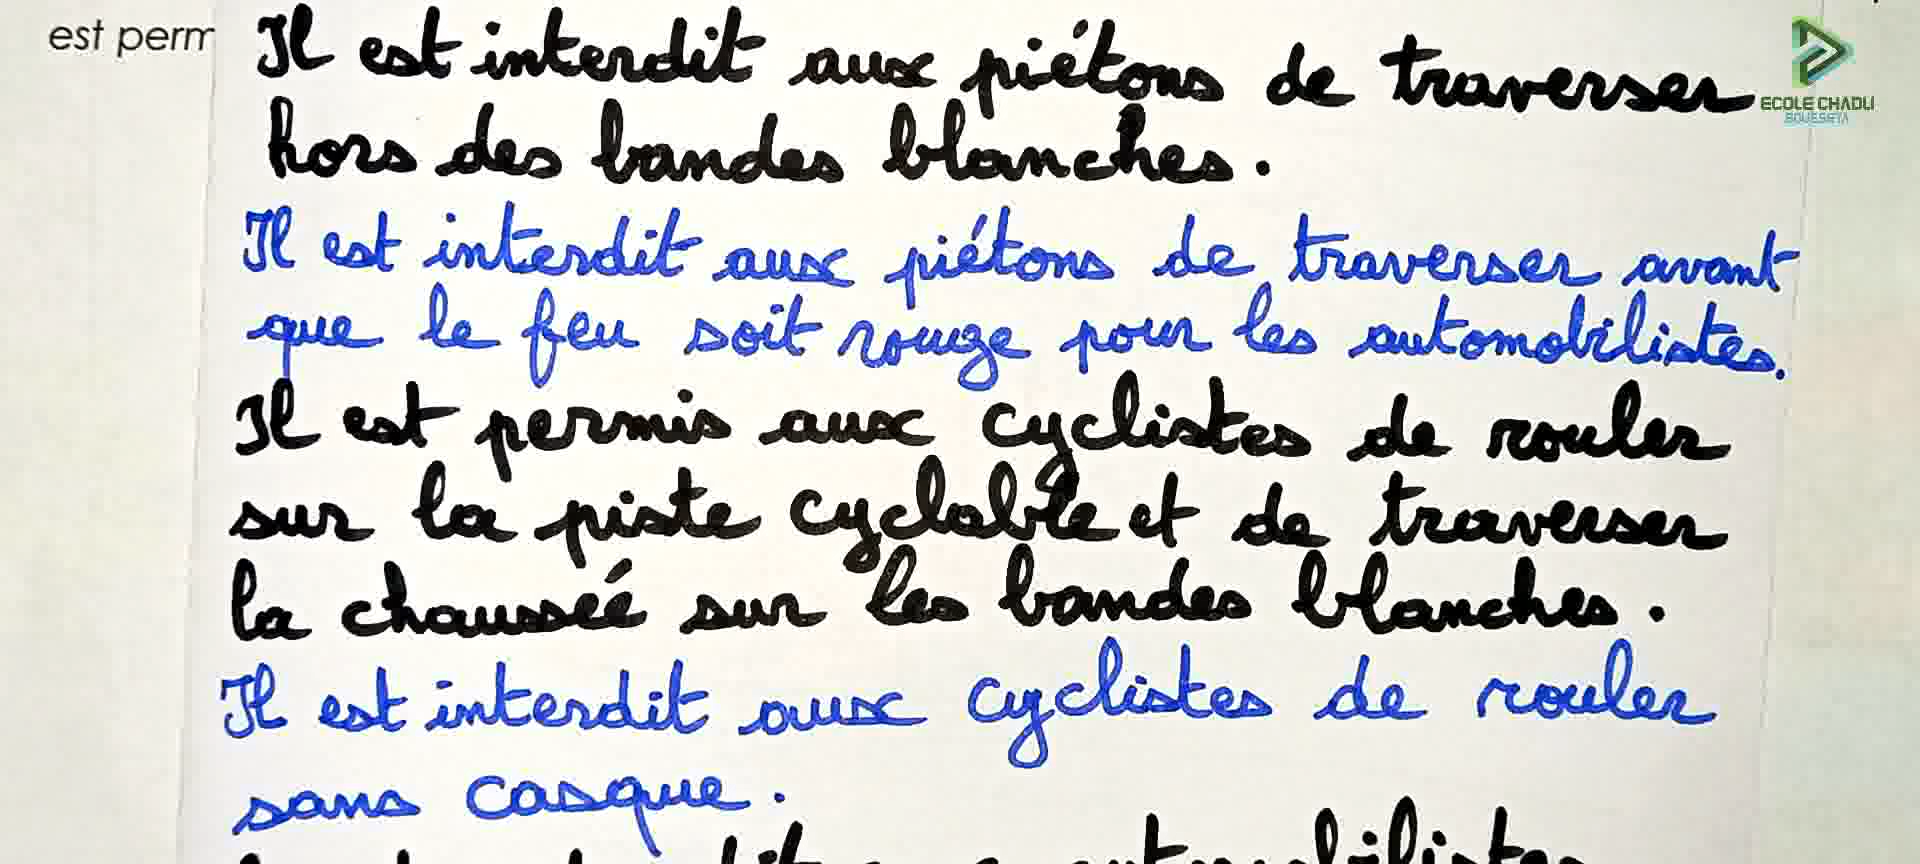 est perm
Il est interdit aux piétons de traverser
hors des bandes blanches.
Il est interdit aux piétons de traverser avant
que le feu soit rouge pour les automobilistes.
Il est permis aux cyclistes de rouler
sur la piste cyclable et de traverser
la chaussée sur les bandes blanches.
Il est interdit aux cyclistes de rouler
sans casque.
automobilistes
ECOLE CHADLI
BOUESSTA